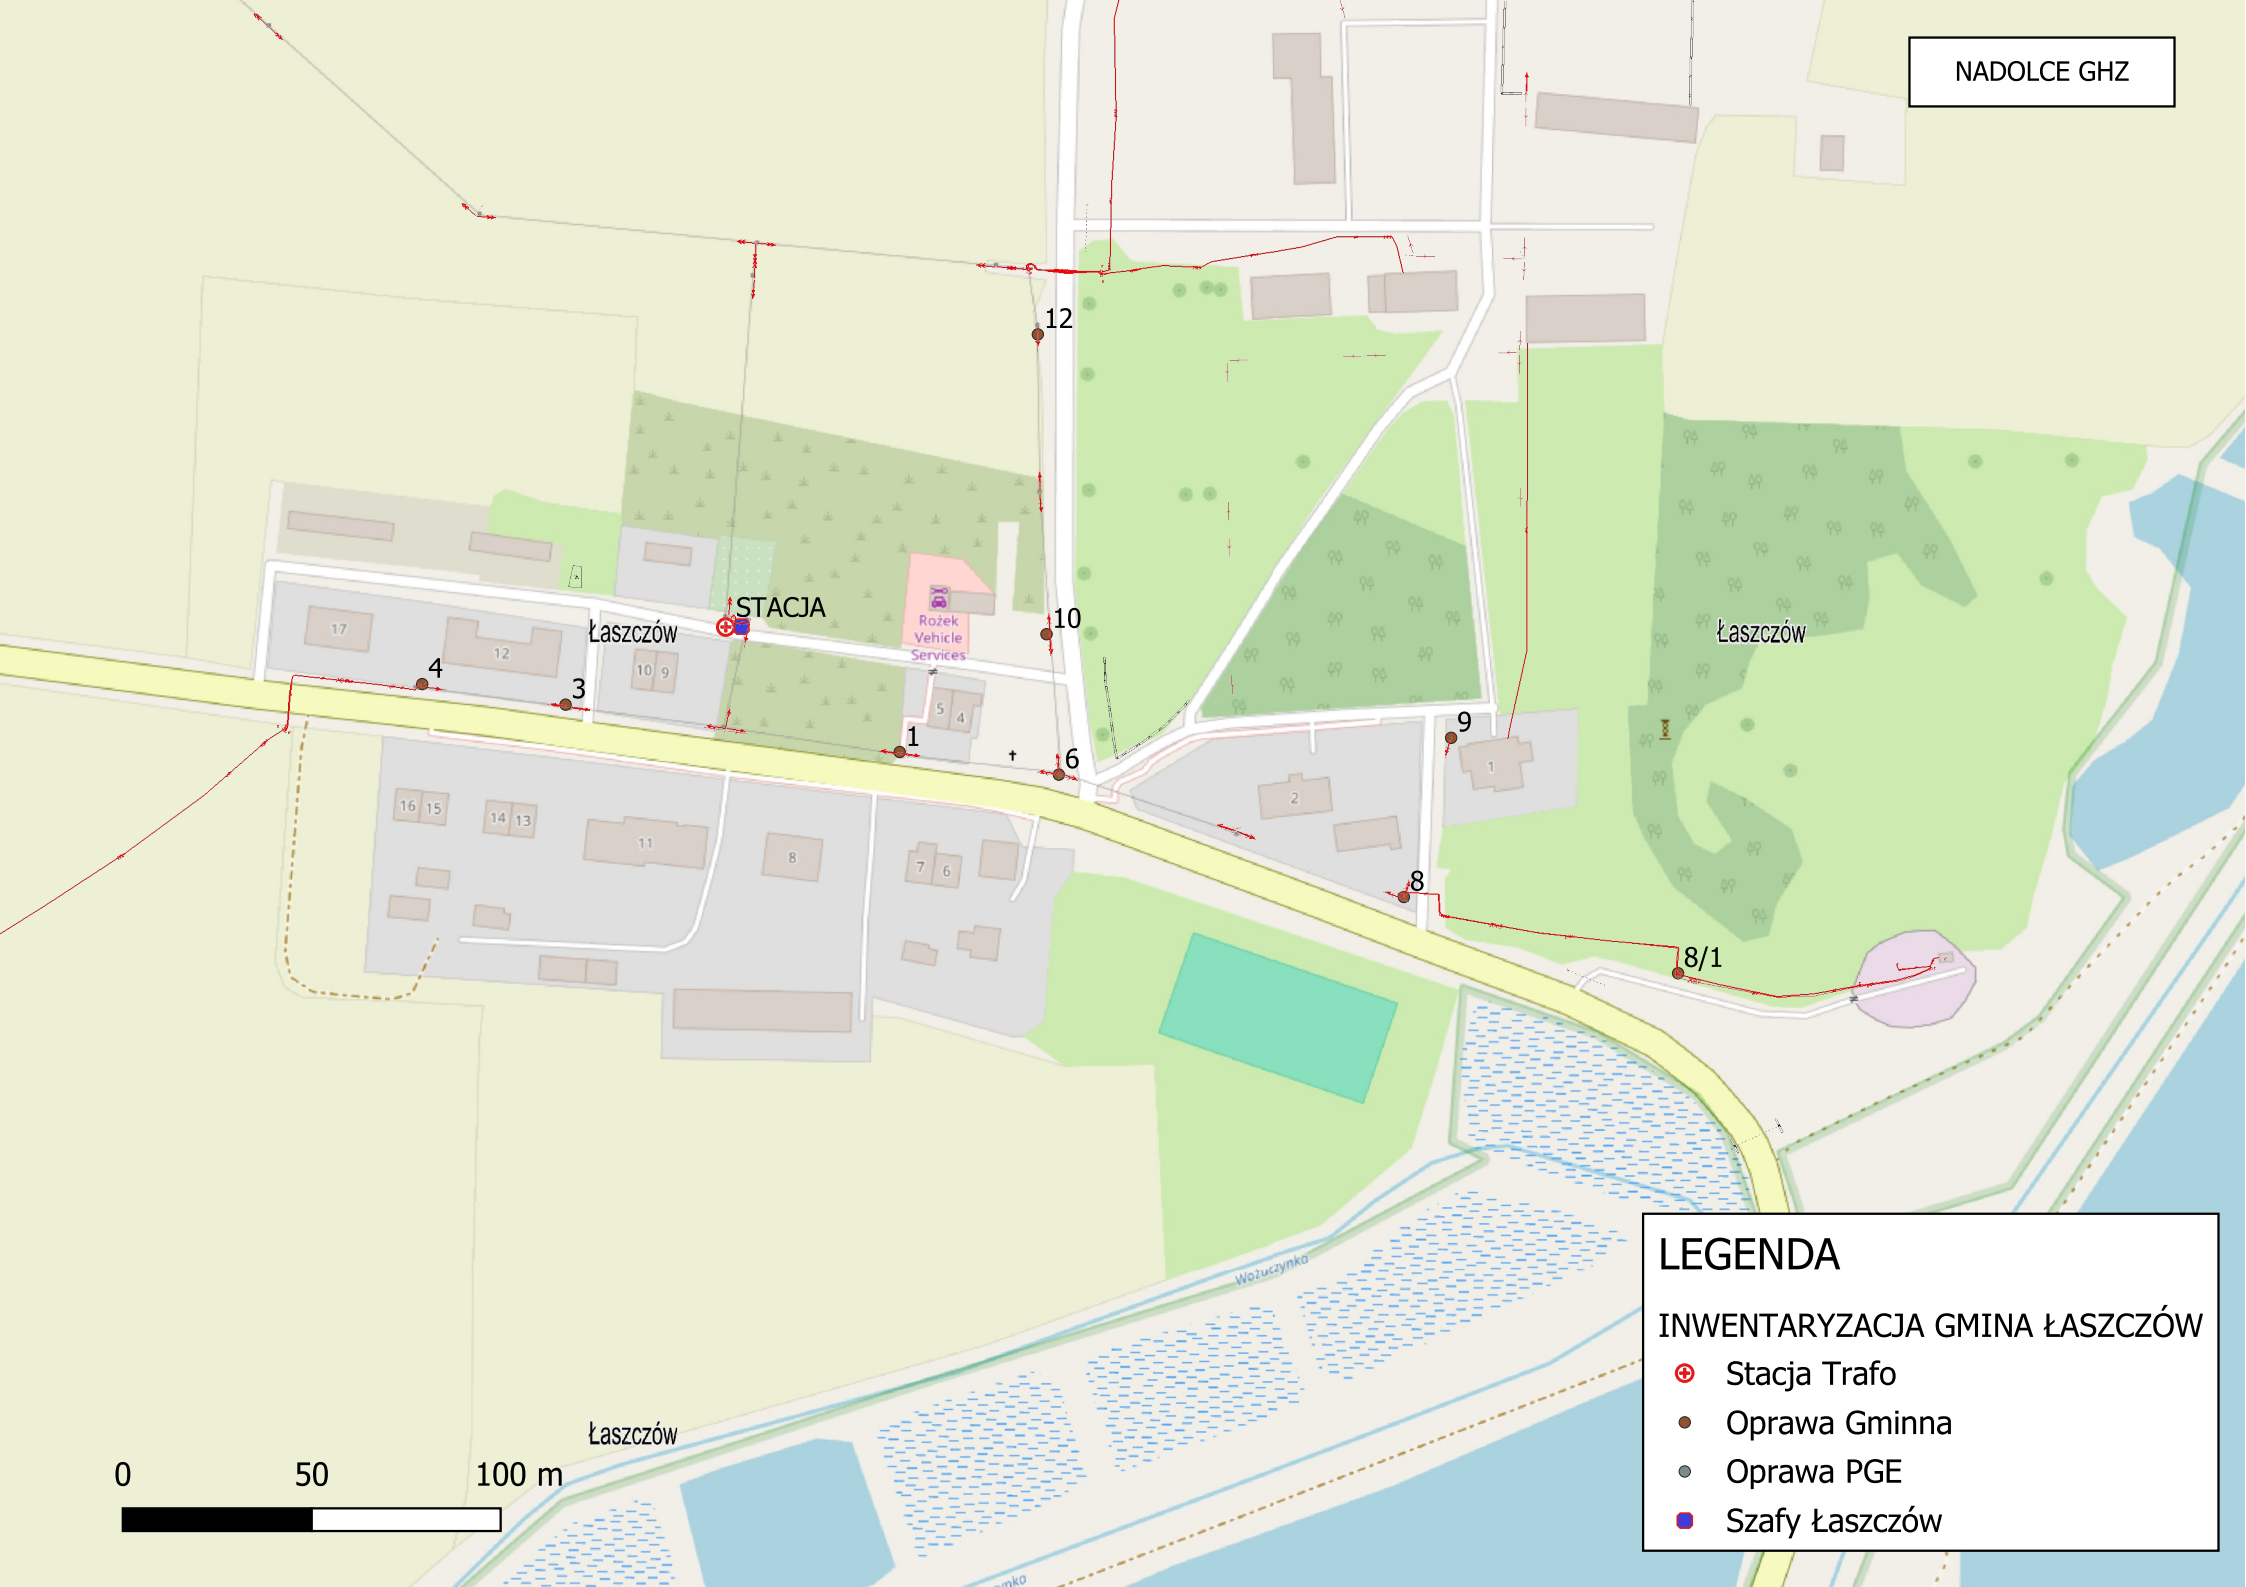 NADOLCE GHZ
12
STACJA
Łaszczów
17
12
10
9
Rożek
Vehicle
Services
10
Łaszczów
4
3
5
4
1
6
9
1
2
16
15
14
13
11
8
7
6
8
8/1
Wożuczynka
Łaszczów
0 50 100 m
LEGENDA
INWENTARYZACJA GMINA ŁASZCZÓW
Stacja Trafo
Oprawa Gminna
Oprawa PGE
Szafy Łaszczów